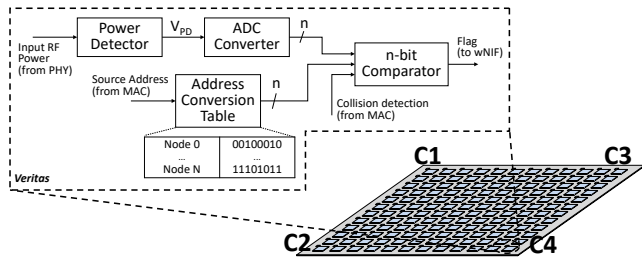 Input RF
Power
(from PHY)
Power
Detector
V_PD
ADC
Converter
n
n-bit
Comparator
Flag
(to wNIF)
Source Address
(from MAC)
Address
Conversion
Table
n
Collision detection
(from MAC)
Node 0 00100010
... ...
Node N 11101011
Veritas
C1 C3
C2 C4